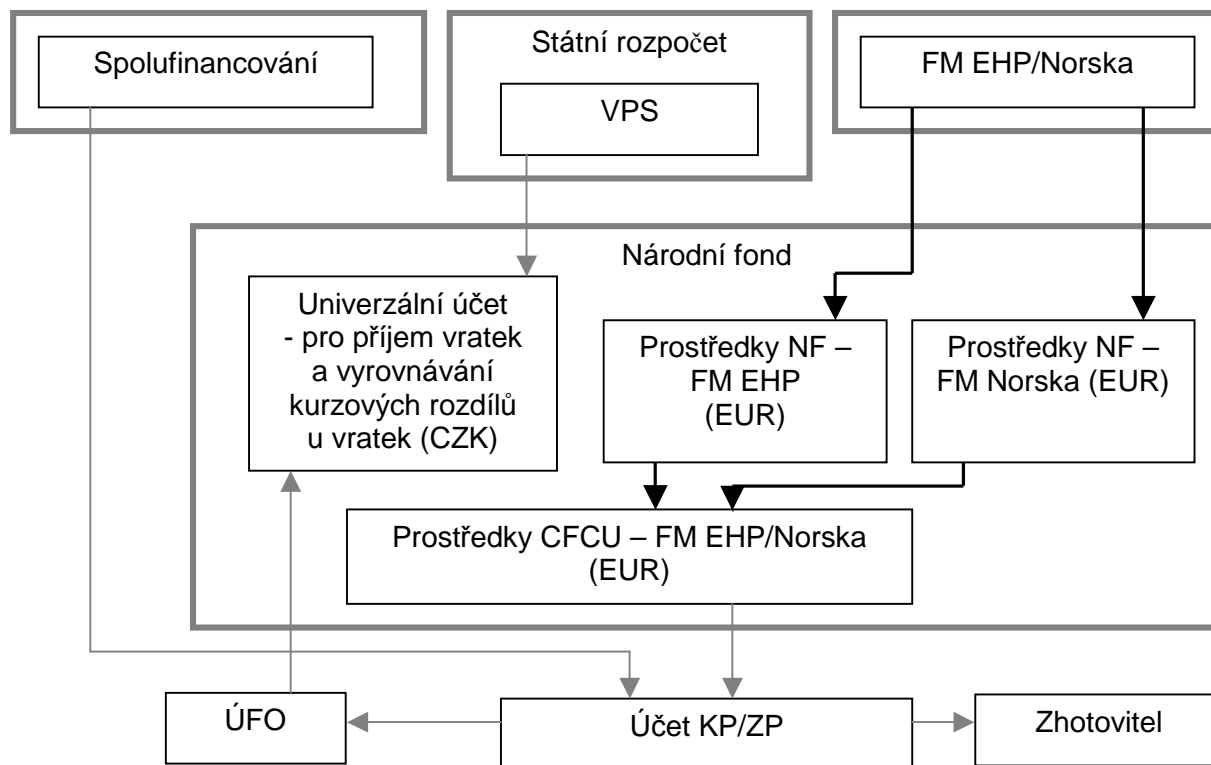 Spolufinancování
Státní rozpočet
VPS
FM EHP/Norska
Národní fond
Univerzální účet
- pro příjem vratek
a vyrovnávání
kurzových rozdílů
u vratek (CZK)
Prostředky NF –
FM EHP
(EUR)
Prostředky NF –
FM Norska (EUR)
Prostředky CFCU – FM EHP/Norska
(EUR)
ÚFO
Účet KP/ZP
Zhotovitel